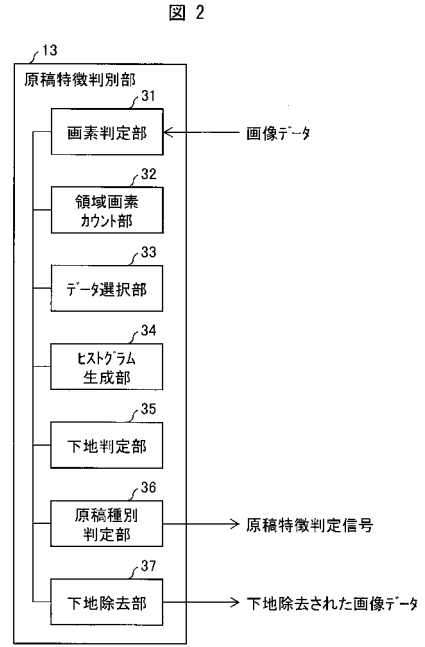 図 2
13
原稿特徴判別部
31
画素判定部
画像データ
32
領域画素
カウント部
33
データ選択部
34
ヒストグラム
生成部
35
下地判定部
36
原稿種別
判定部
原稿特徴判定信号
37
下地除去部
下地除去された画像データ